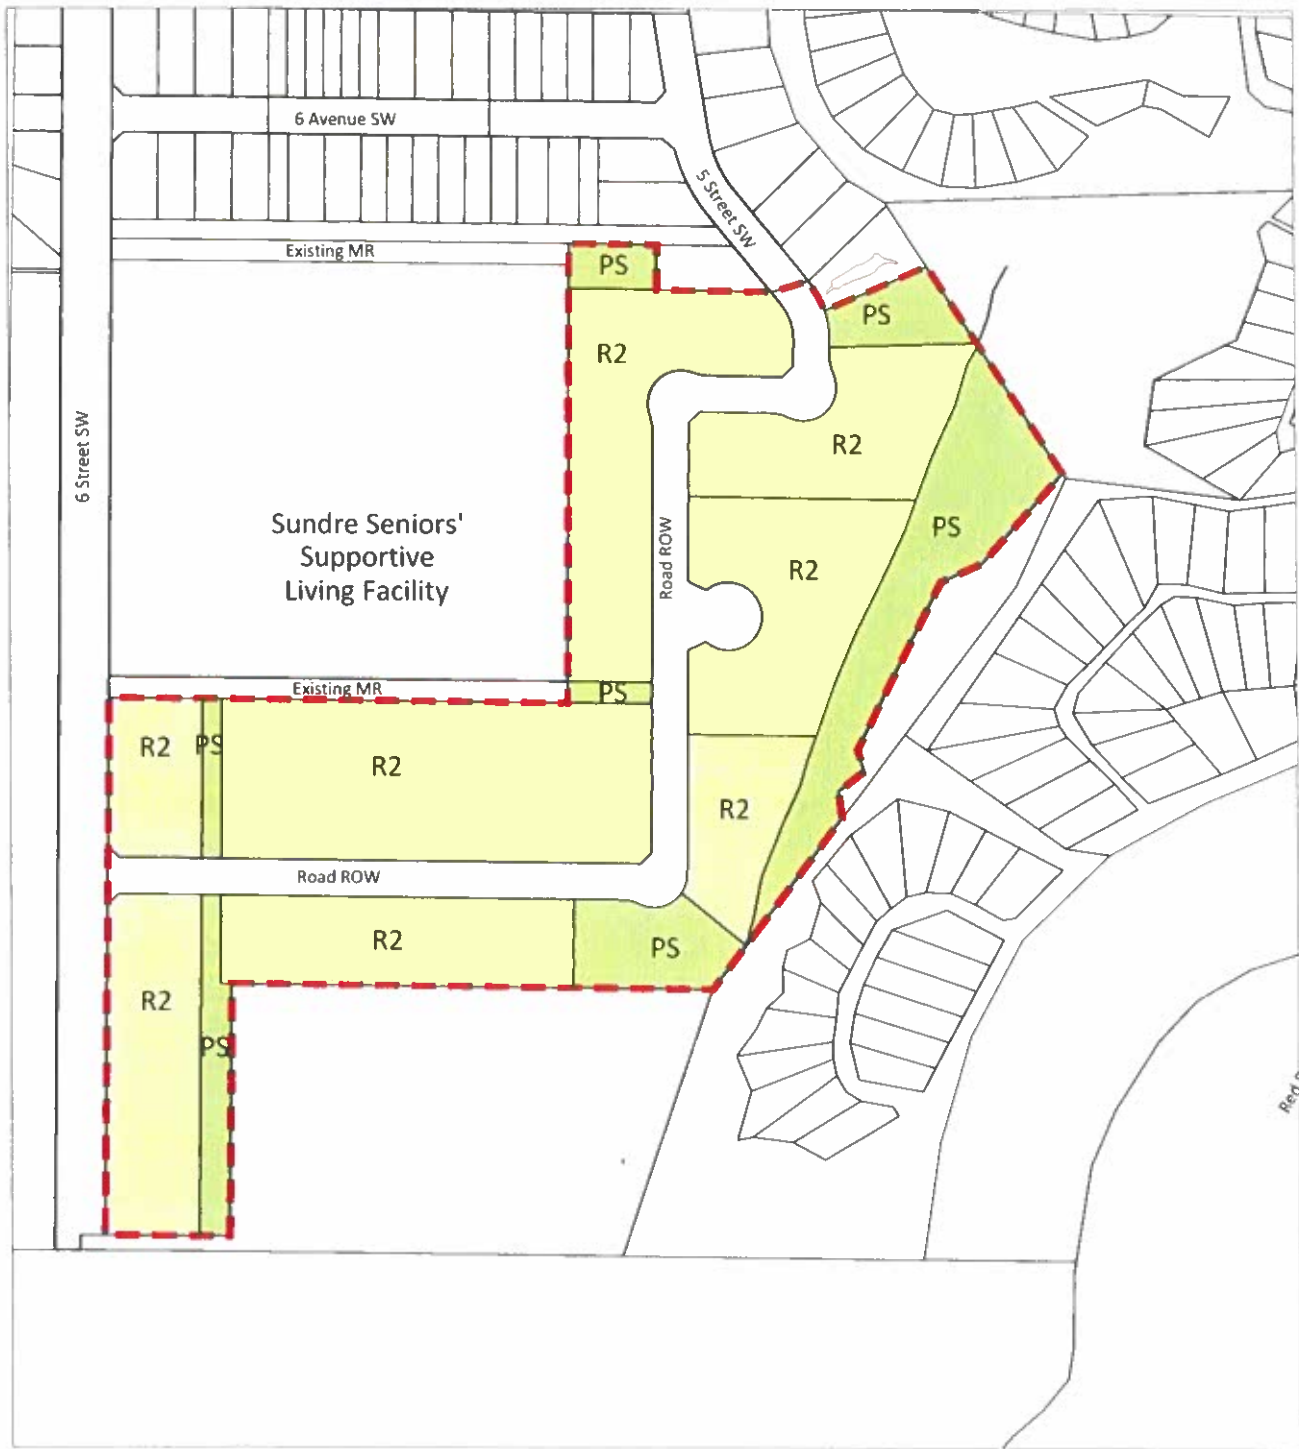 6 Avenue SW
5 Street SW
Existing MR
PS
PS
R2
6 Street SW
R2
Sundre Seniors'
Supportive
Living Facility
Road ROW
PS
R2
Existing MR
PS
R2
PS
R2
R2
Road ROW
R2
PS
R2
PS
Red